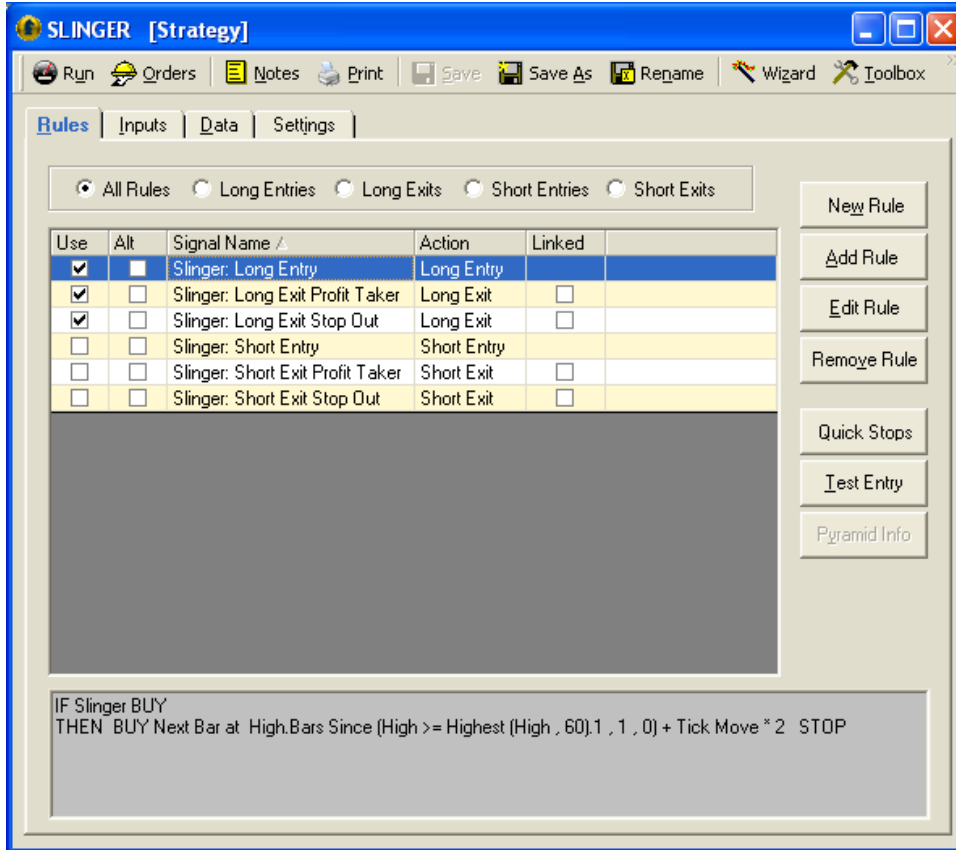 SLINGER [Strategy]
Run Orders Notes Print Save Save As Rename Wizard Toolbox
Rules Inputs Data Settings
All Rules Long Entries Long Exits Short Entries Short Exits
New Rule
Add Rule
Edit Rule
Remove Rule
Quick Stops
Test Entry
Pyramid Info
Use Alt Signal Name Action Linked
Slinger: Long Entry Long Entry
Slinger: Long Exit Profit Taker Long Exit
Slinger: Long Exit Stop Out Long Exit
Slinger: Short Entry Short Entry
Slinger: Short Exit Profit Taker Short Exit
Slinger: Short Exit Stop Out Short Exit
IF Slinger BUY
THEN BUY Next Bar at High.Bars Since (High >= Highest (High , 60).1 , 1 , 0) + Tick Move * 2 STOP